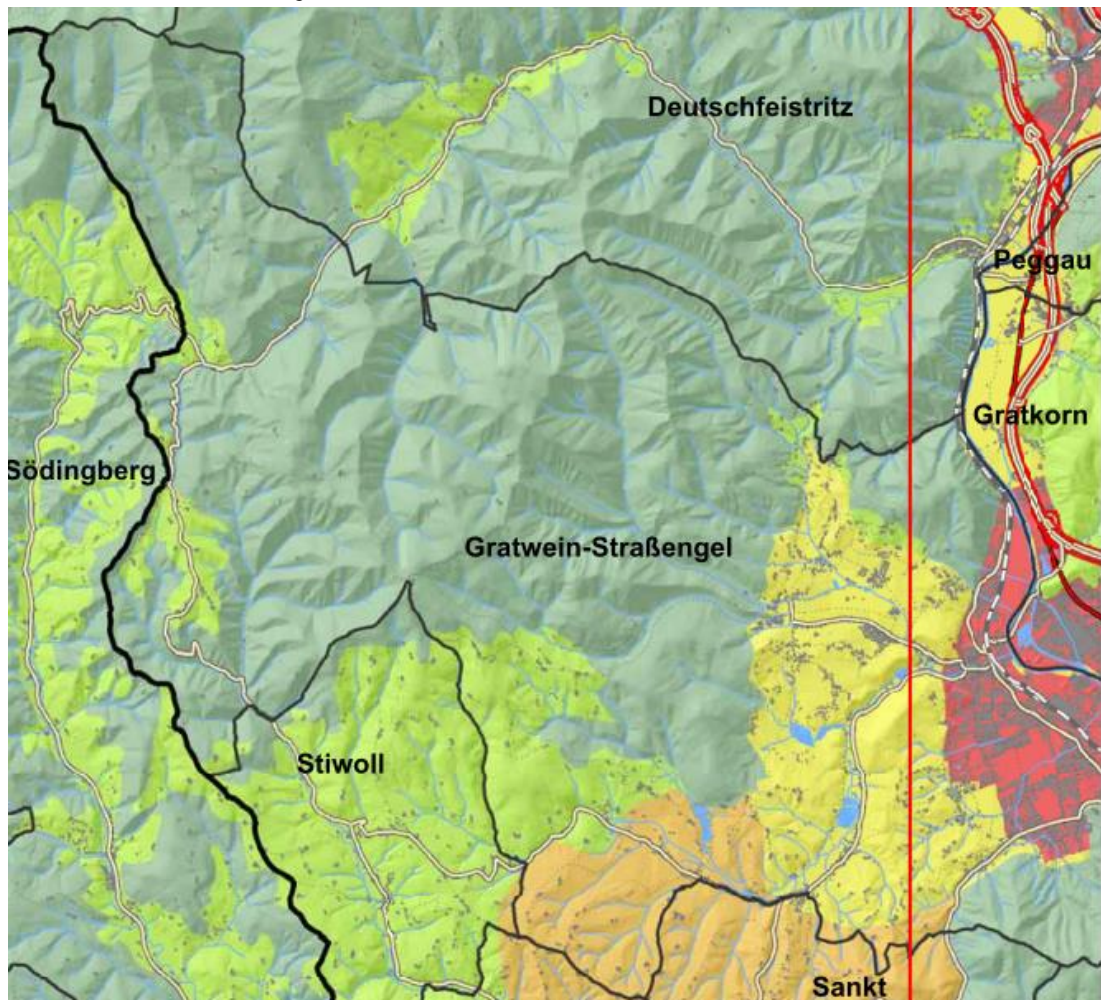 Deutschfeistritz
Peggau
Gratkorn
Södingberg
Gratwein-Straßengel
Stiwoll
Sankt